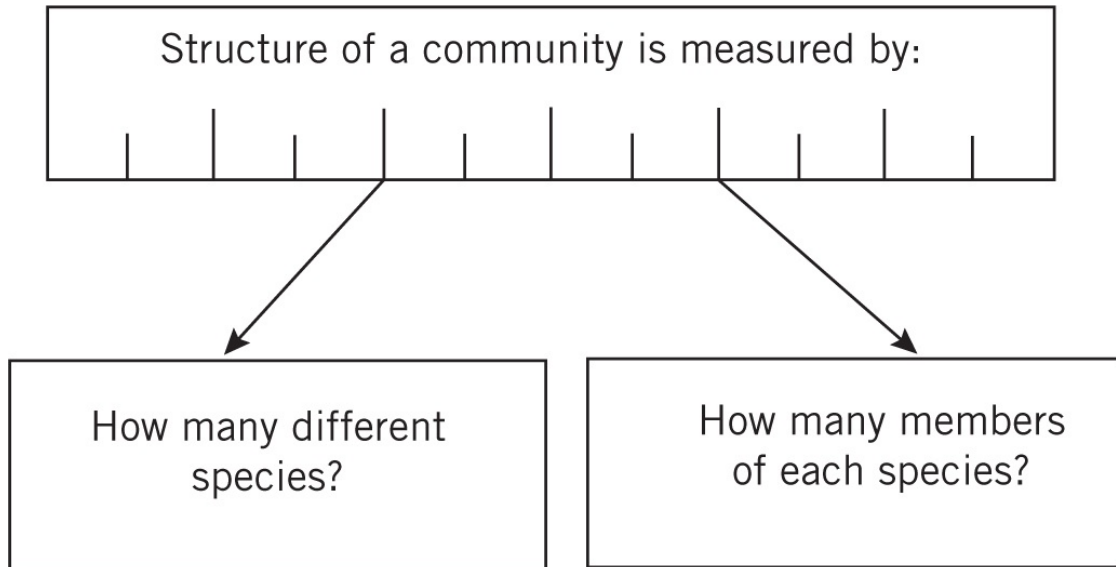 Structure of a community is measured by:
How many different
species?
How many members
of each species?